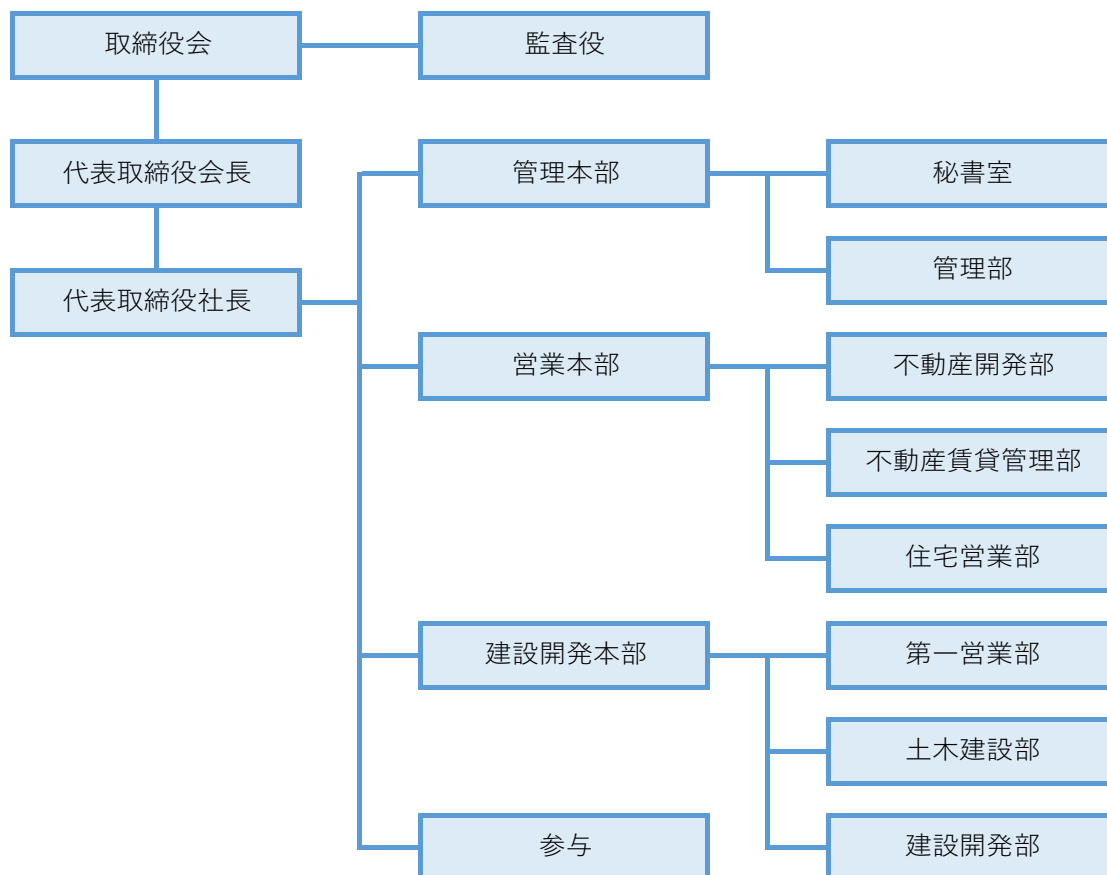 取締役会
監査役
代表取締役会長
管理本部
秘書室
管理部
代表取締役社長
営業本部
不動産開発部
不動産賃貸管理部
住宅営業部
建設開発本部
第一営業部
土木建設部
参与
建設開発部